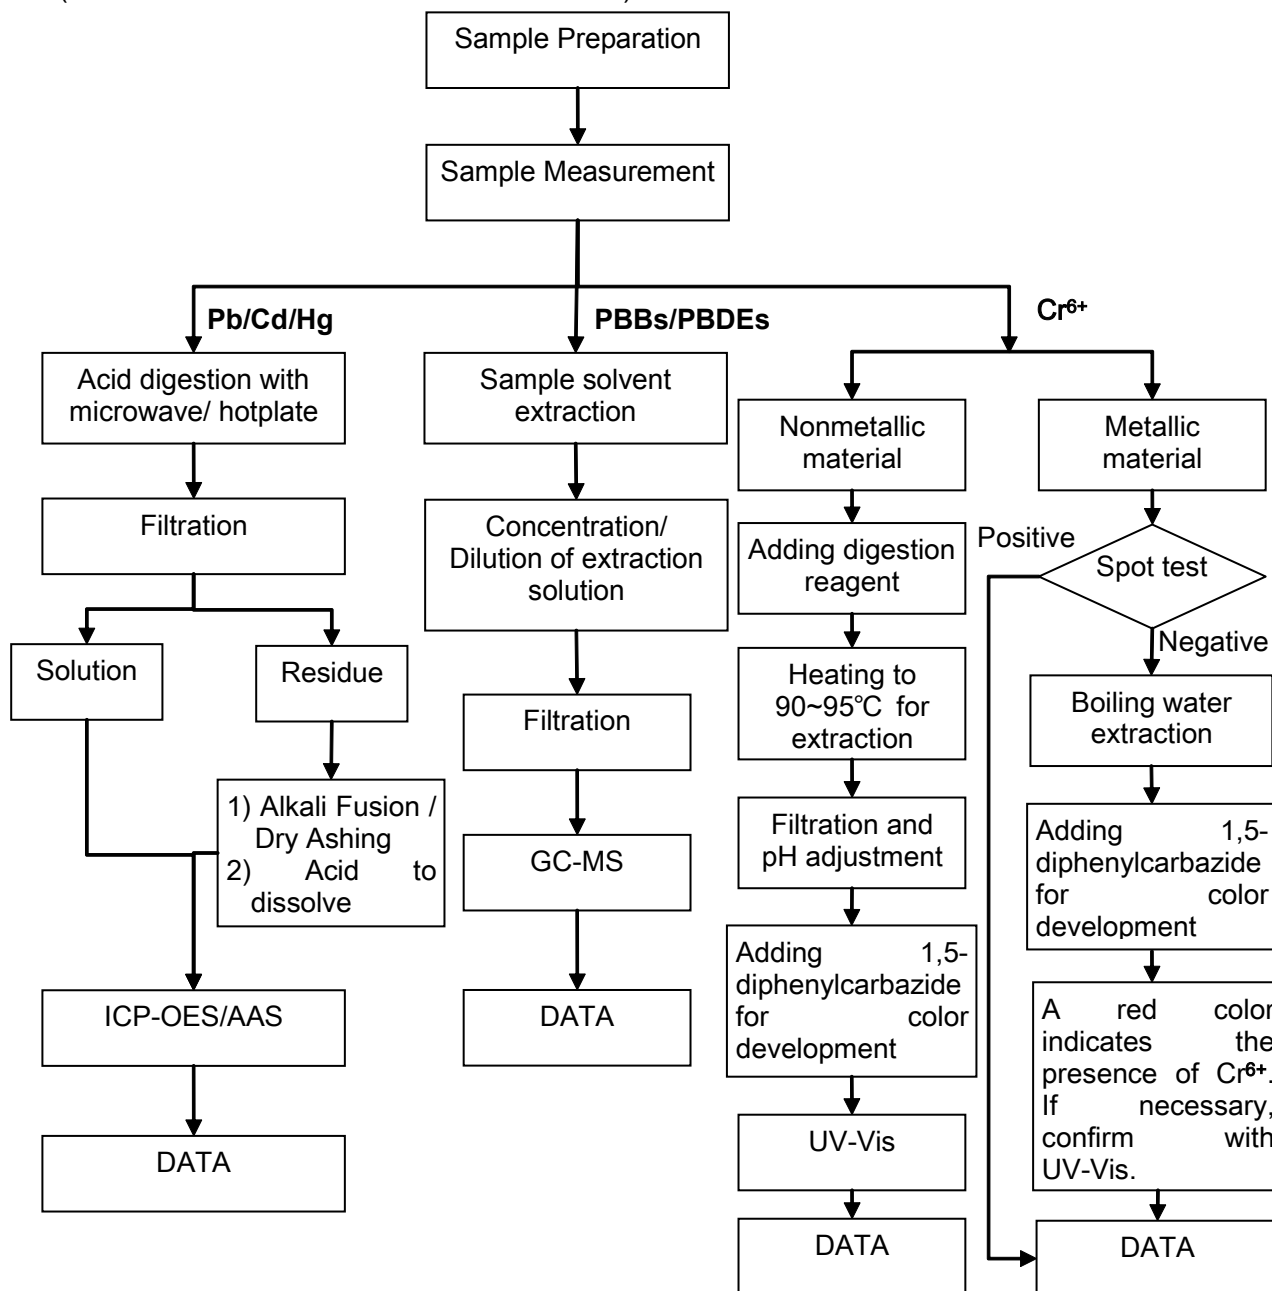 Sample Preparation
Sample Measurement
Pb/Cd/Hg
PBBs/PBDEs
Cr⁶⁺
Acid digestion with
microwave/ hotplate
Filtration
Solution
Residue
1) Alkali Fusion /
Dry Ashing
2) Acid to
dissolve
ICP-OES/AAS
DATA
Sample solvent
extraction
Concentration/
Dilution of extraction
solution
Filtration
GC-MS
DATA
Nonmetallic
material
Adding digestion
reagent
Heating to
90~95℃ for
extraction
Filtration and
pH adjustment
Adding 1,5-
diphenylcarbazide
for color
development
UV-Vis
DATA
Metallic
material
Positive
Spot test
Negative
Boiling water
extraction
Adding 1,5-
diphenylcarbazide
for color
development
A red color
indicates the
presence of Cr⁶⁺.
If necessary,
confirm with
UV-Vis.
DATA